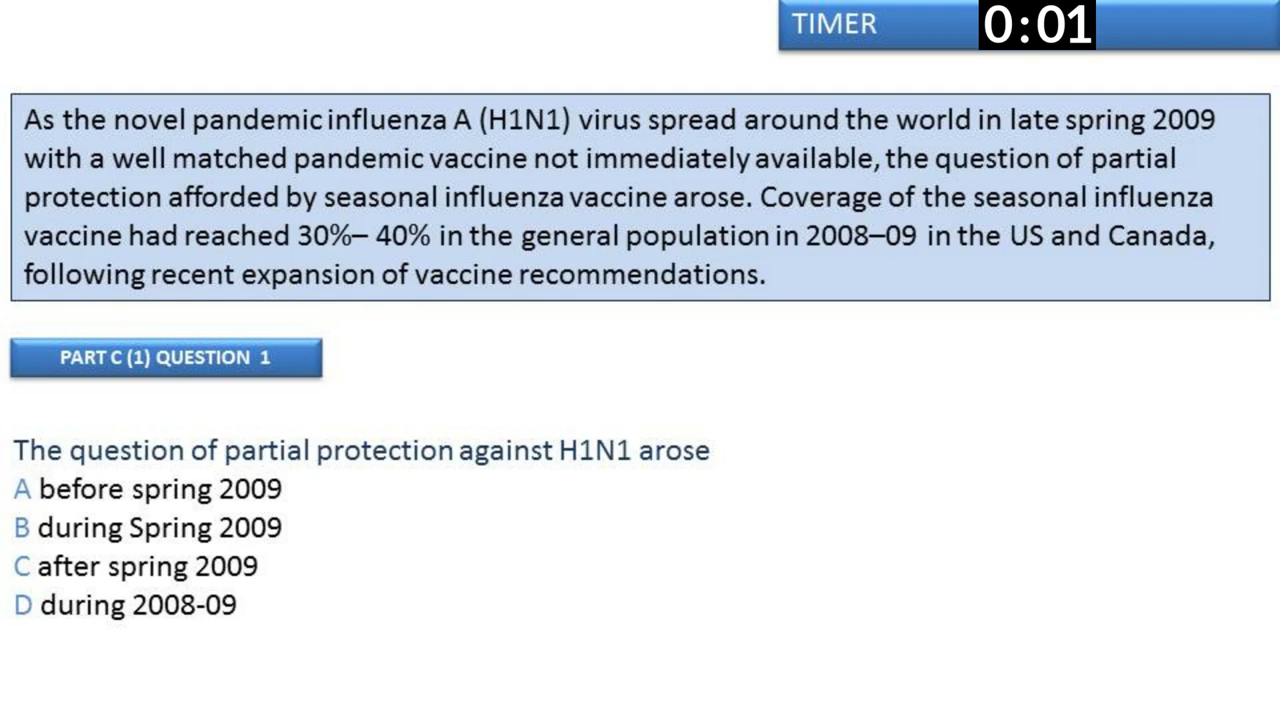 TIMER 0:01
As the novel pandemic influenza A (H1N1) virus spread around the world in late spring 2009
with a well matched pandemic vaccine not immediately available, the question of partial
protection afforded by seasonal influenza vaccine arose. Coverage of the seasonal influenza
vaccine had reached 30%– 40% in the general population in 2008–09 in the US and Canada,
following recent expansion of vaccine recommendations.
PART C (1) QUESTION 1
The question of partial protection against H1N1 arose
A before spring 2009
B during Spring 2009
C after spring 2009
D during 2008-09